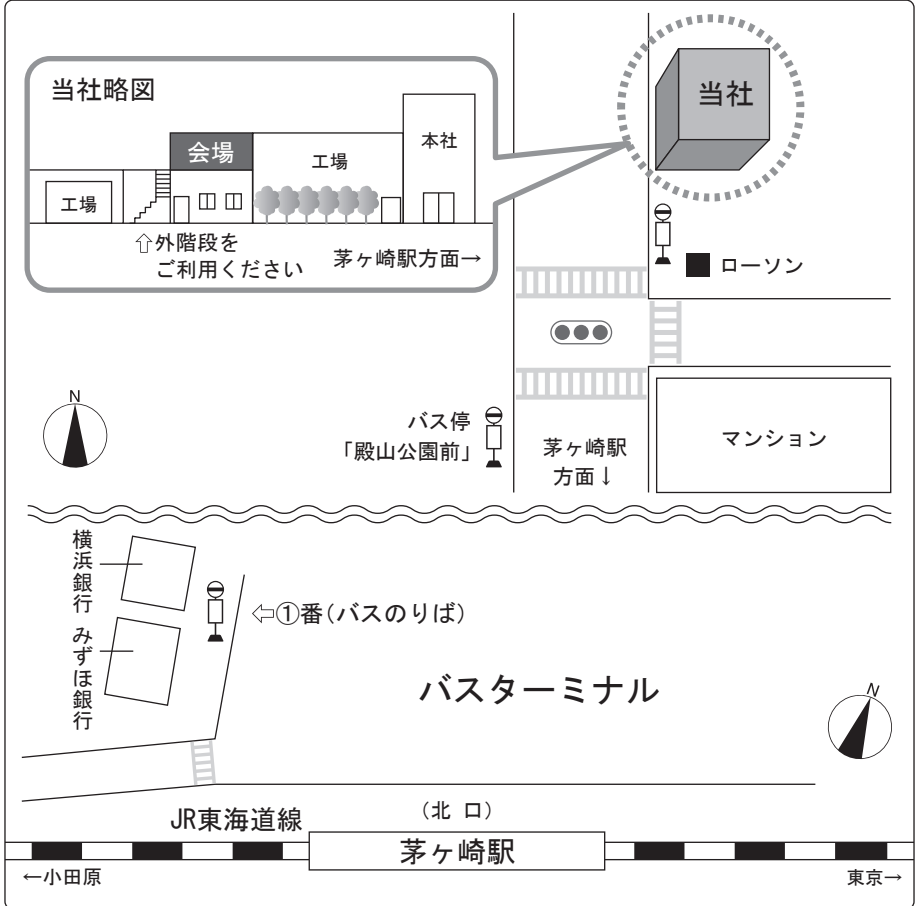 当社略図
会場
工場
本社
工場
⇧外階段を
ご利用ください
茅ヶ崎駅方面→
当社
ローソン
N
バス停
「殿山公園前」
茅ヶ崎駅
方面↓
マンション
横浜銀行
みずほ銀行
⇦①番(バスのりば)
バスターミナル
N
JR東海道線
(北 口)
茅ヶ崎駅
←小田原
東京→